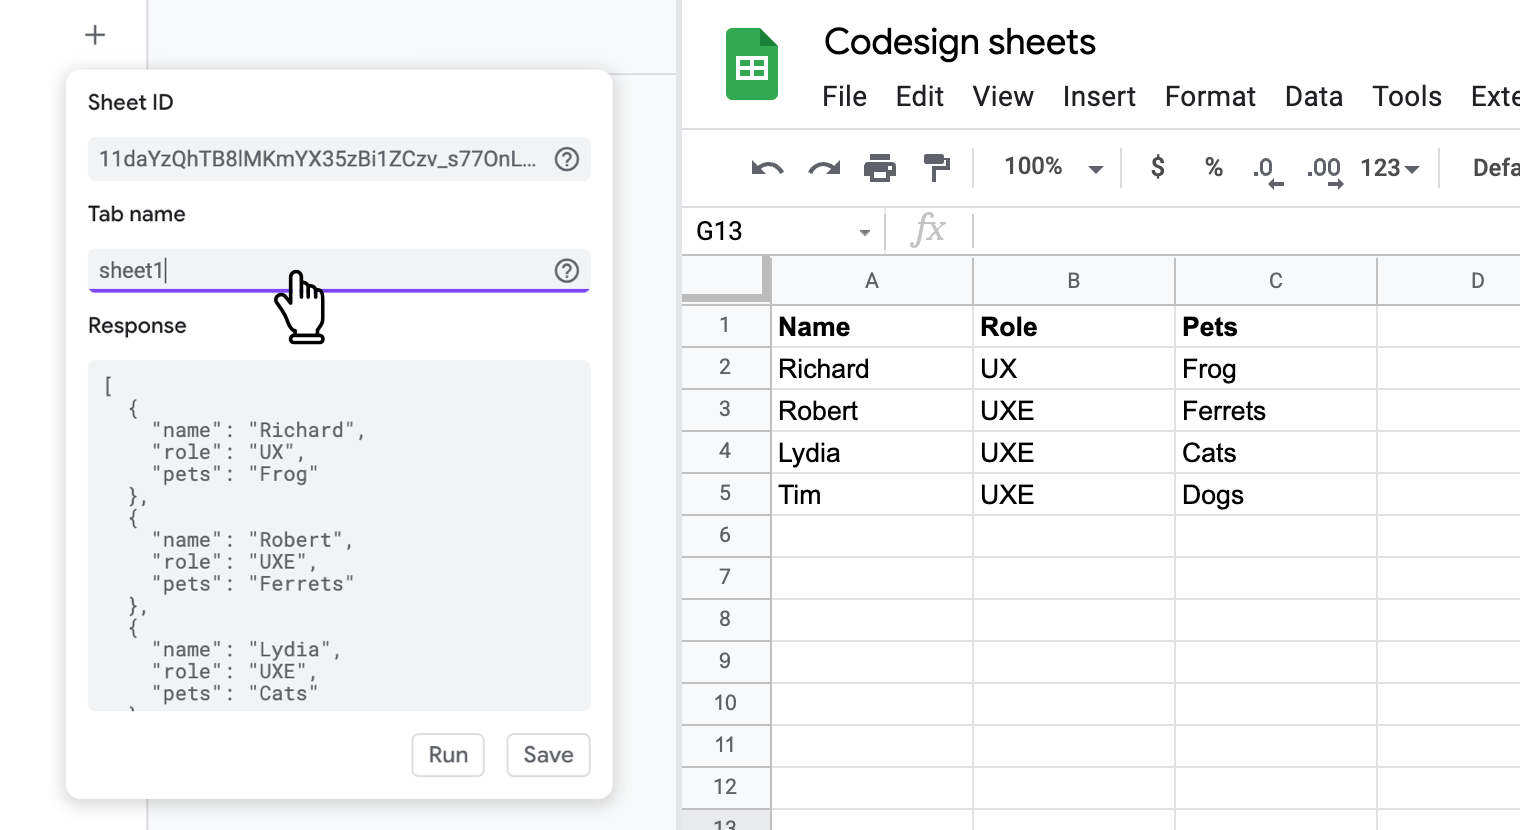 +
Sheet ID
11daYzQhTB8lMKmYX35zBi1ZCzv_s77OnL...
Tab name
sheet1
Response
[
{
"name": "Richard",
"role": "UX",
"pets": "Frog"
},
{
"name": "Robert",
"role": "UXE",
"pets": "Ferrets"
},
{
"name": "Lydia",
"role": "UXE",
"pets": "Cats"
Run Save
Codesign sheets
File Edit View Insert Format Data Tools Exte
100% $ % .0 .00 123 Defa
G13 fx
A B C D
1 Name Role Pets
2 Richard UX Frog
3 Robert UXE Ferrets
4 Lydia UXE Cats
5 Tim UXE Dogs
6
7
8
9
10
11
12
13